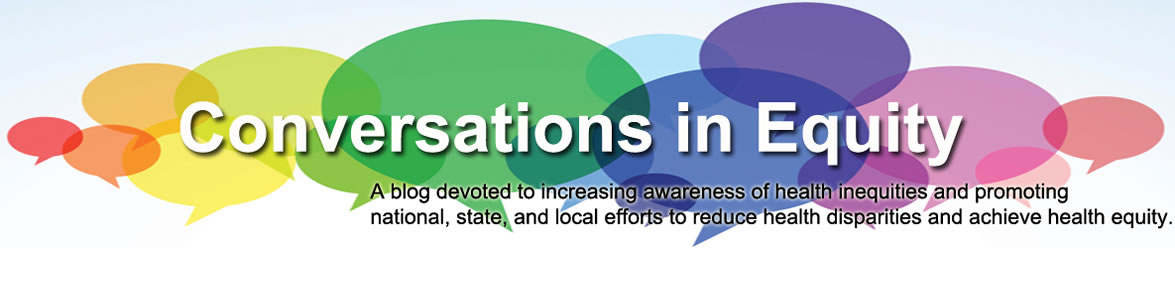 Conversations in Equity
A blog devoted to increasing awareness of health inequities and promoting
national, state, and local efforts to reduce health disparities and achieve health equity.